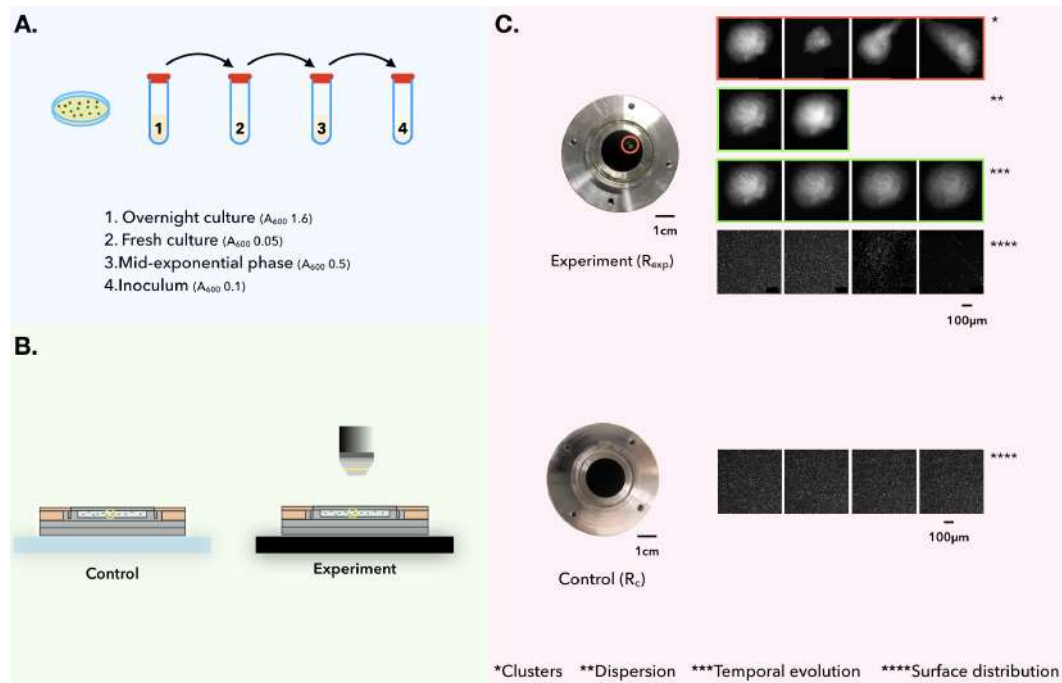 A.
1 2 3 4
1. Overnight culture (A₆₀₀ 1.6)
2. Fresh culture (A₆₀₀ 0.05)
3.Mid-exponential phase (A₆₀₀ 0.5)
4.Inoculum (A₆₀₀ 0.1)
B.
Control
Experiment
C.
*
**
***
1cm
Experiment (Rₑₓₚ)
****
100μm
****
1cm
100μm
Control (R꜀)
*Clusters **Dispersion ***Temporal evolution ****Surface distribution